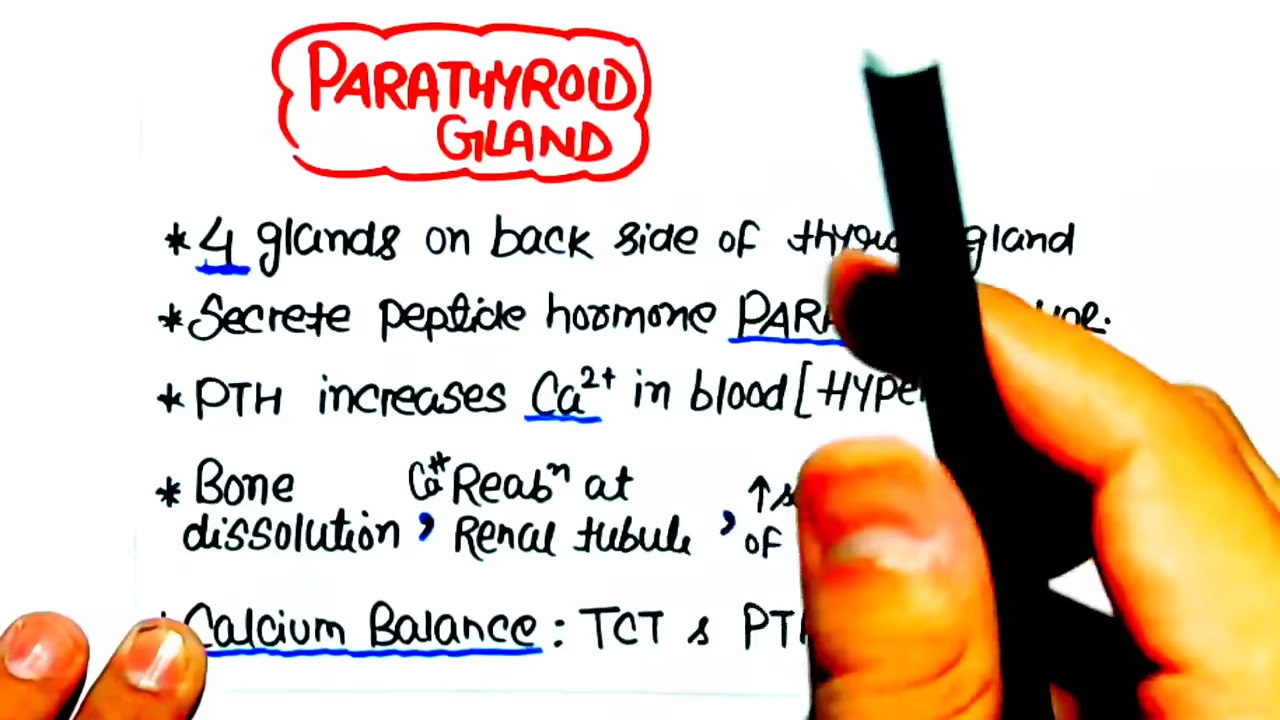 PARATHYROID
GLAND
* 4 glands on back side of gland
* Secrete peptide hormone
* PTH increases Ca²⁺ in blood [
* Bone Ca⁺⁺ Reabⁿ at ↑
dissolution , Renal tubule , of
Calcium Balance : TCT &